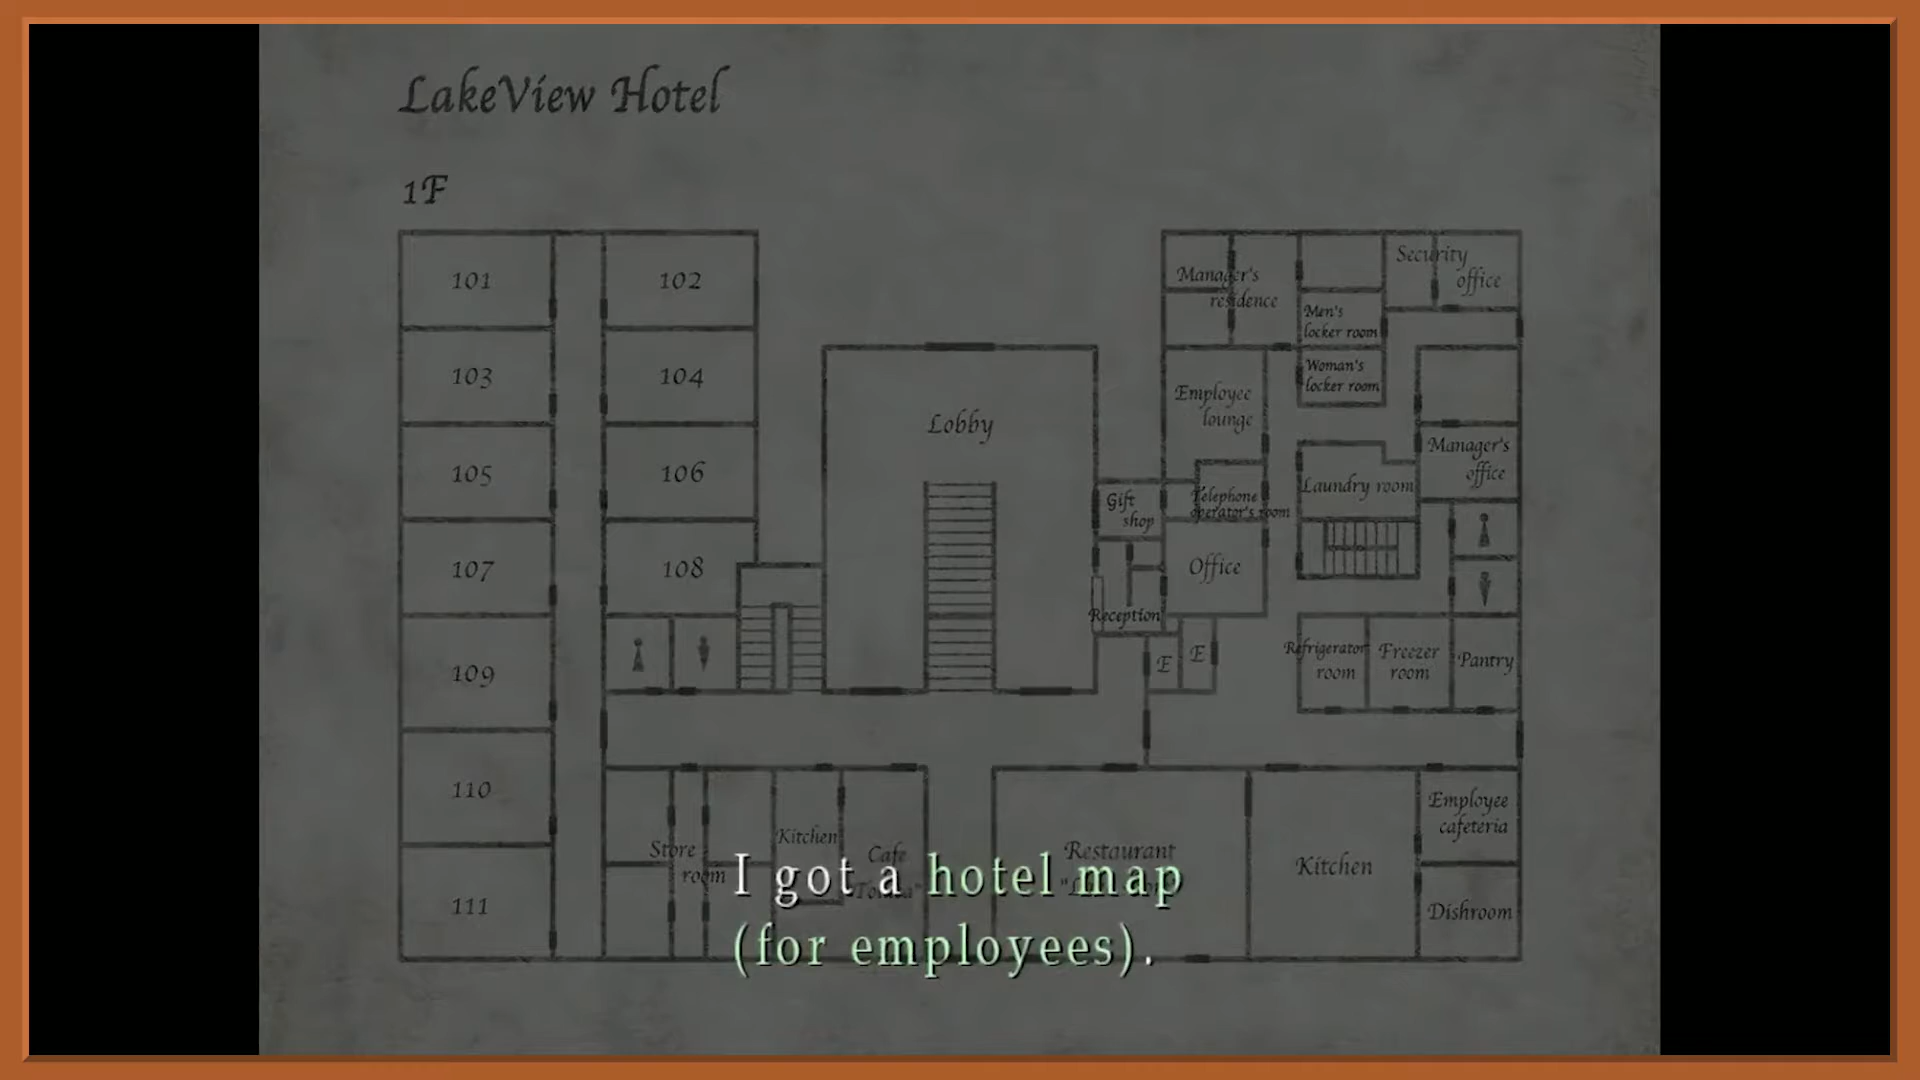 LakeView Hotel
1F
101
102
103
104
105
106
107
108
109
110
111
Lobby
Manager's
residence
Men's
locker room
Woman's
locker room
Security
office
Employee
lounge
Manager's
office
Gift
shop
Telephone
operator's room
Laundry room
Office
Reception
E
E
Refrigerator
room
Freezer
room
Pantry
Store
room
Kitchen
Cafe
Restaurant
Kitchen
Employee
cafeteria
Dishroom
I got a hotel map
(for employees).